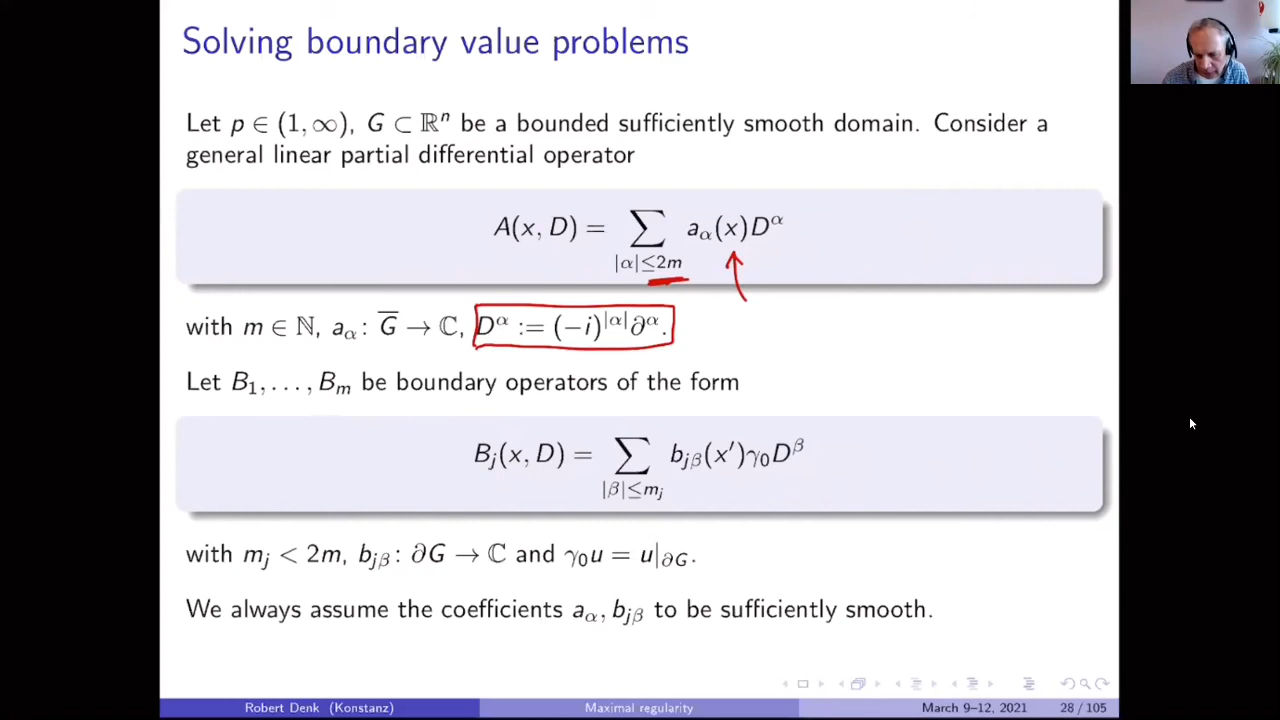 Solving boundary value problems
Let p ∈ (1, ∞), G ⊂ ℝⁿ be a bounded sufficiently smooth domain. Consider a
general linear partial differential operator
A(x, D) = ∑_{|α|≤2m} a_α(x)D^α
with m ∈ ℕ, a_α : \overline{G} → ℂ, D^α := (−i)^{|α|}∂^α.
Let B₁, . . . , B_m be boundary operators of the form
B_j(x, D) = ∑_{|β|≤m_j} b_{jβ}(x′)γ₀D^β
with m_j < 2m, b_{jβ} : ∂G → ℂ and γ₀u = u|_{∂G}.
We always assume the coefficients a_α, b_{jβ} to be sufficiently smooth.
Robert Denk (Konstanz) Maximal regularity March 9–12, 2021 28 / 105